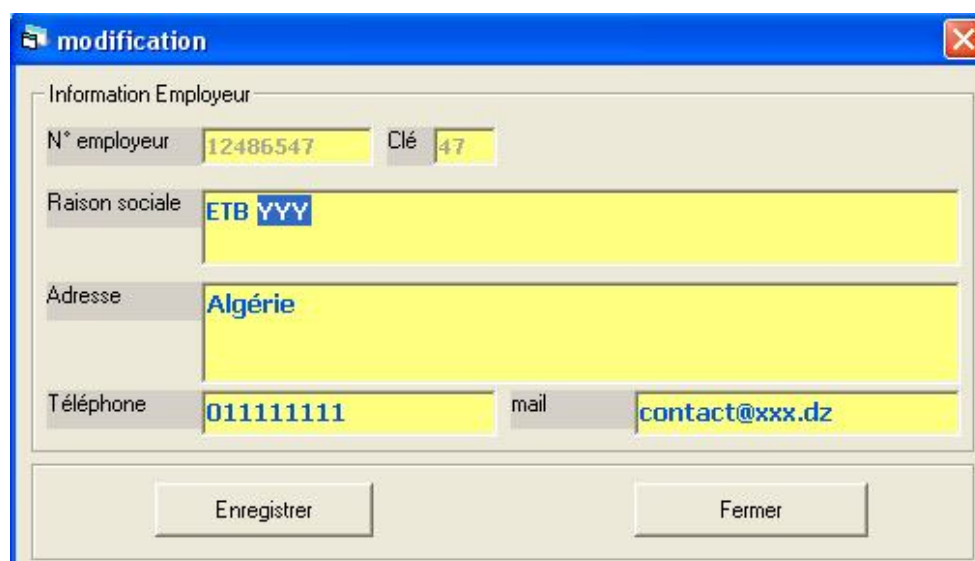 modification
Information Employeur
N° employeur 12486547 Clé 47
Raison sociale ETB YYY
Adresse Algérie
Téléphone 011111111 mail contact@xxx.dz
Enregistrer Fermer